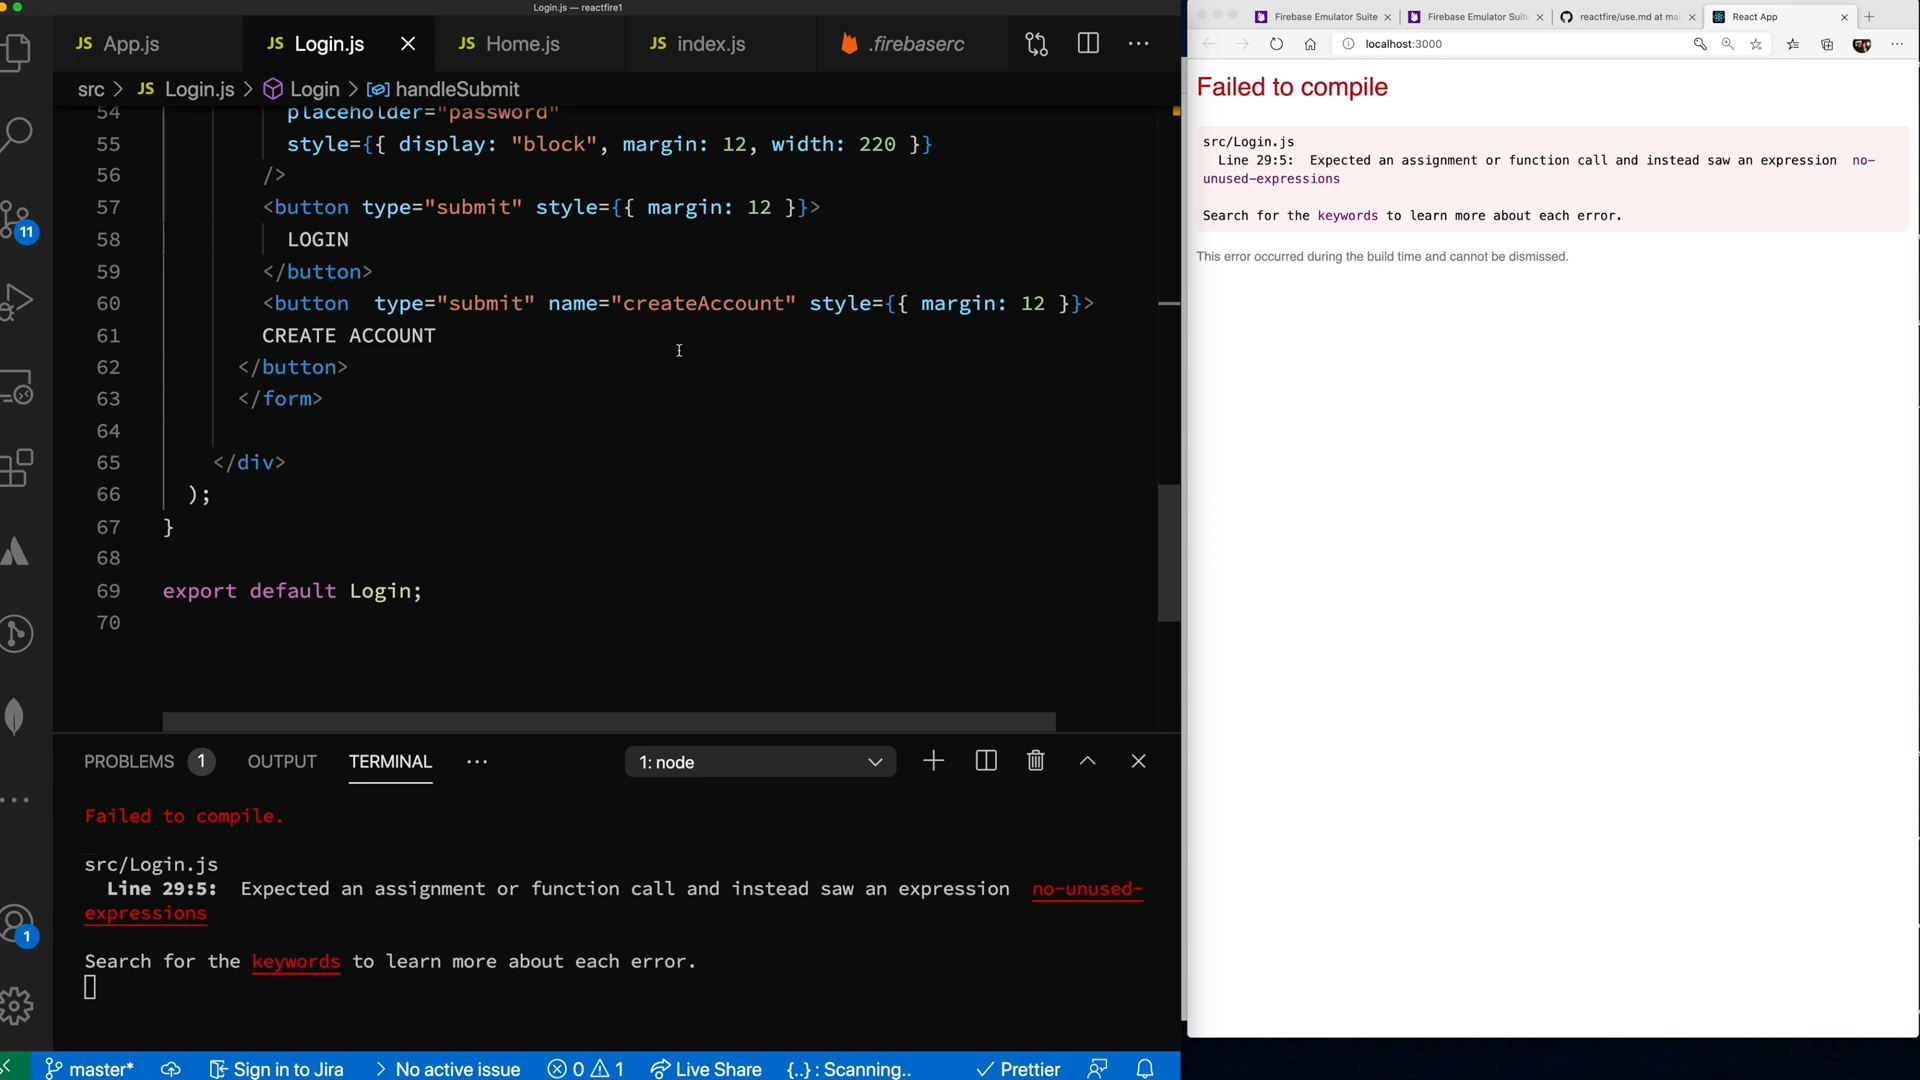 Login.js — reactfire1
JS App.js
JS Login.js
JS Home.js
JS index.js
.firebaserc
src > JS Login.js > Login > handleSubmit
54 placeholder="password"
55 style={{ display: "block", margin: 12, width: 220 }}
56 />
57 <button type="submit" style={{ margin: 12 }}>
58 LOGIN
59 </button>
60 <button  type="submit" name="createAccount" style={{ margin: 12 }}>
61 CREATE ACCOUNT
62 </button>
63 </form>
64
65 </div>
66 );
67 }
68
69 export default Login;
70
11
1
PROBLEMS 1 OUTPUT TERMINAL ··· 1: node
Failed to compile.
src/Login.js
Line 29:5:  Expected an assignment or function call and instead saw an expression  no-unused-
expressions
Search for the keywords to learn more about each error.
master* Sign in to Jira > No active issue 0 1 Live Share {..} : Scanning.. Prettier
Firebase Emulator Suite
Firebase Emulator Suite
reactfire/use.md at ma
React App
localhost:3000
Failed to compile
src/Login.js
Line 29:5:  Expected an assignment or function call and instead saw an expression  no-
unused-expressions
Search for the keywords to learn more about each error.
This error occurred during the build time and cannot be dismissed.